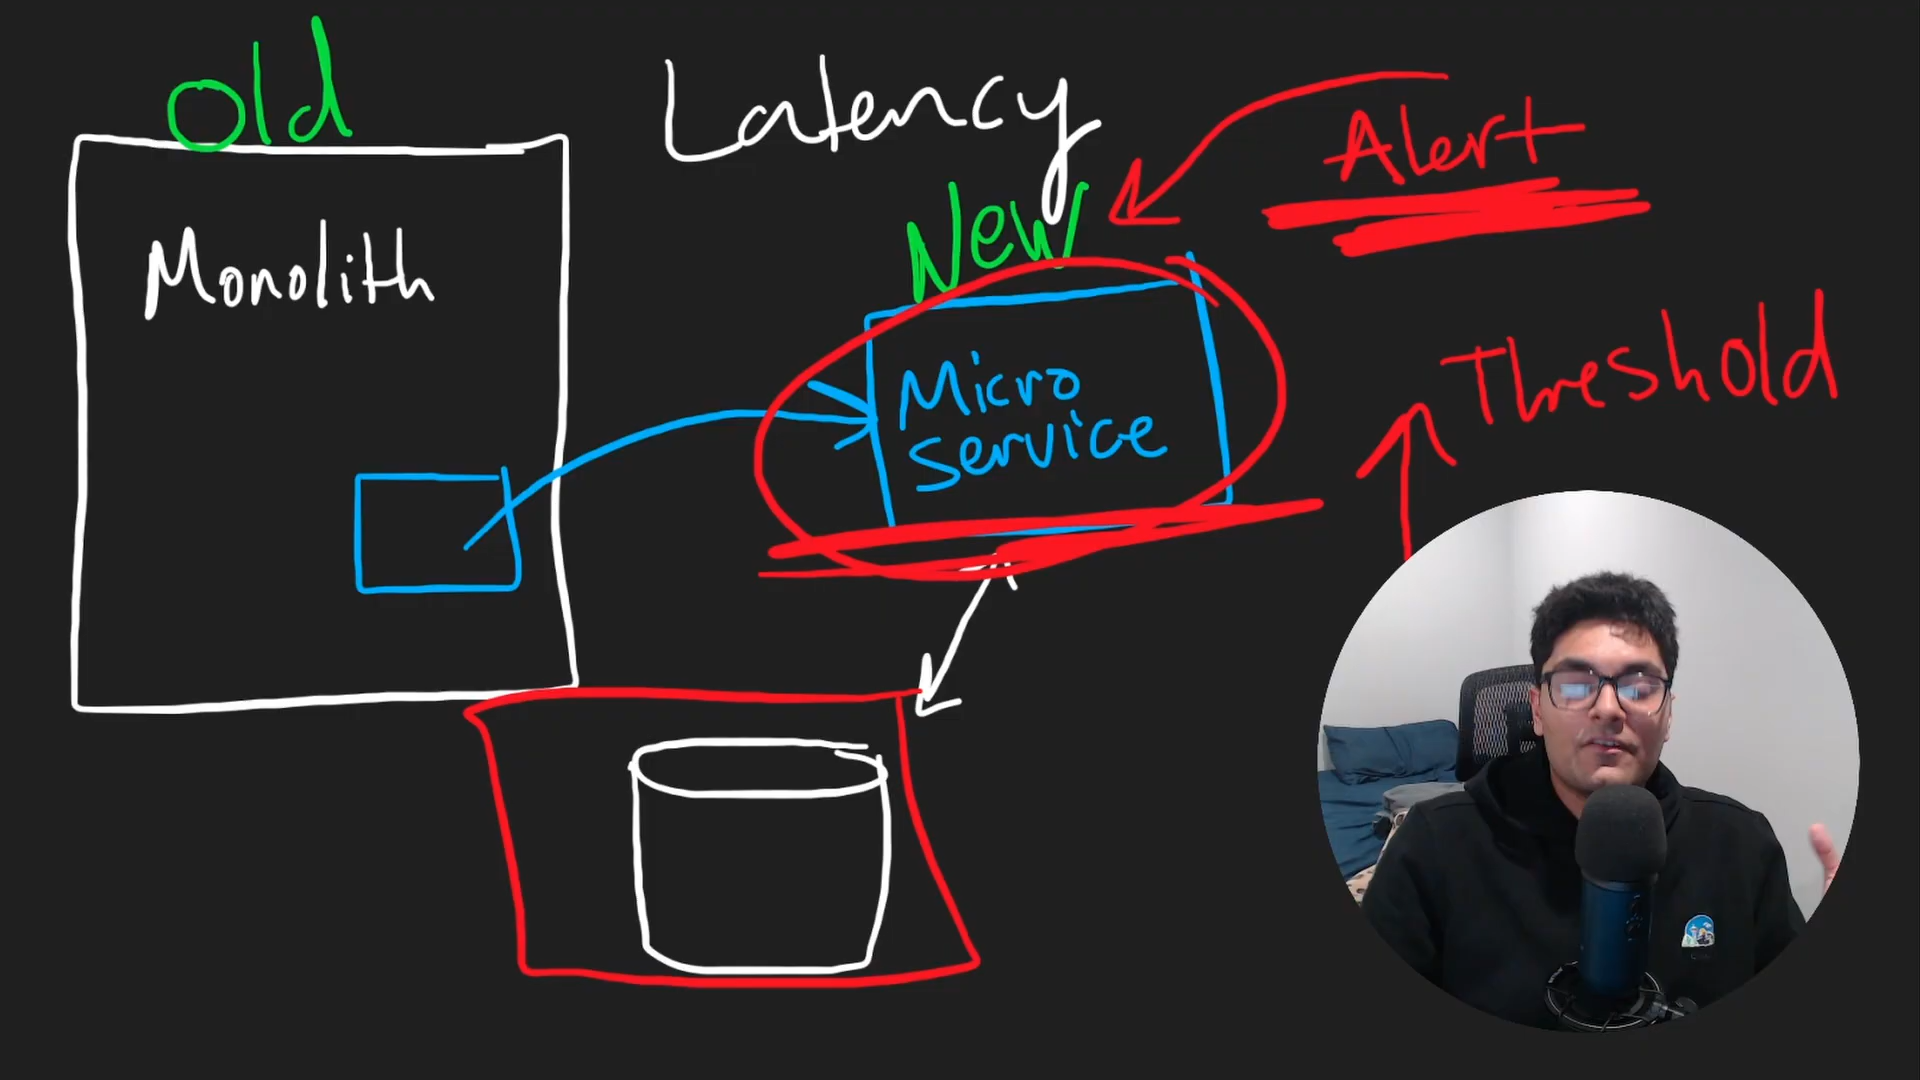 Old
Latency
Alert
New
Monolith
Threshold
Micro
Service